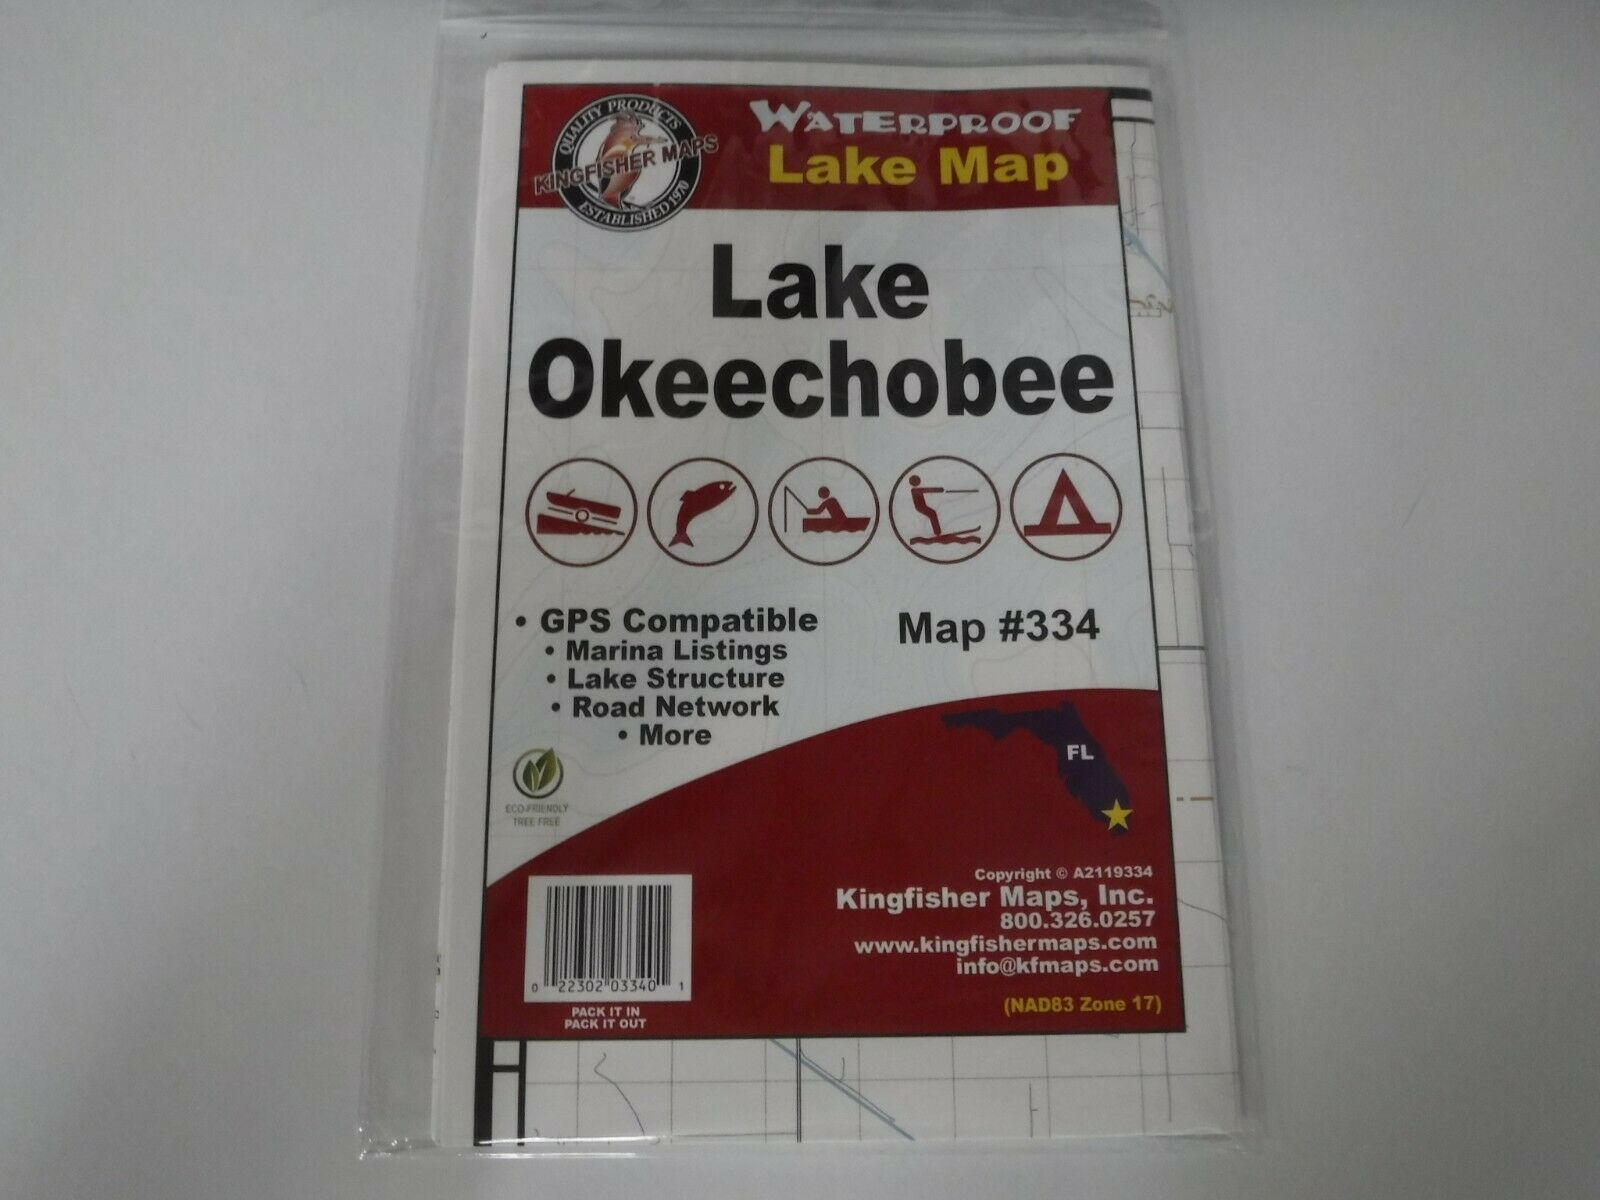 QUALITY PRODUCTS
KINGFISHER MAPS
ESTABLISHED 1970
WATERPROOF
Lake Map
Lake
Okeechobee
• GPS Compatible
• Marina Listings
• Lake Structure
• Road Network
• More
Map #334
FL
ECO-FRIENDLY
TREE FREE
Copyright © A2119334
Kingfisher Maps, Inc.
800.326.0257
www.kingfishermaps.com
info@kfmaps.com
(NAD83 Zone 17)
0 22302 03340 1
PACK IT IN
PACK IT OUT